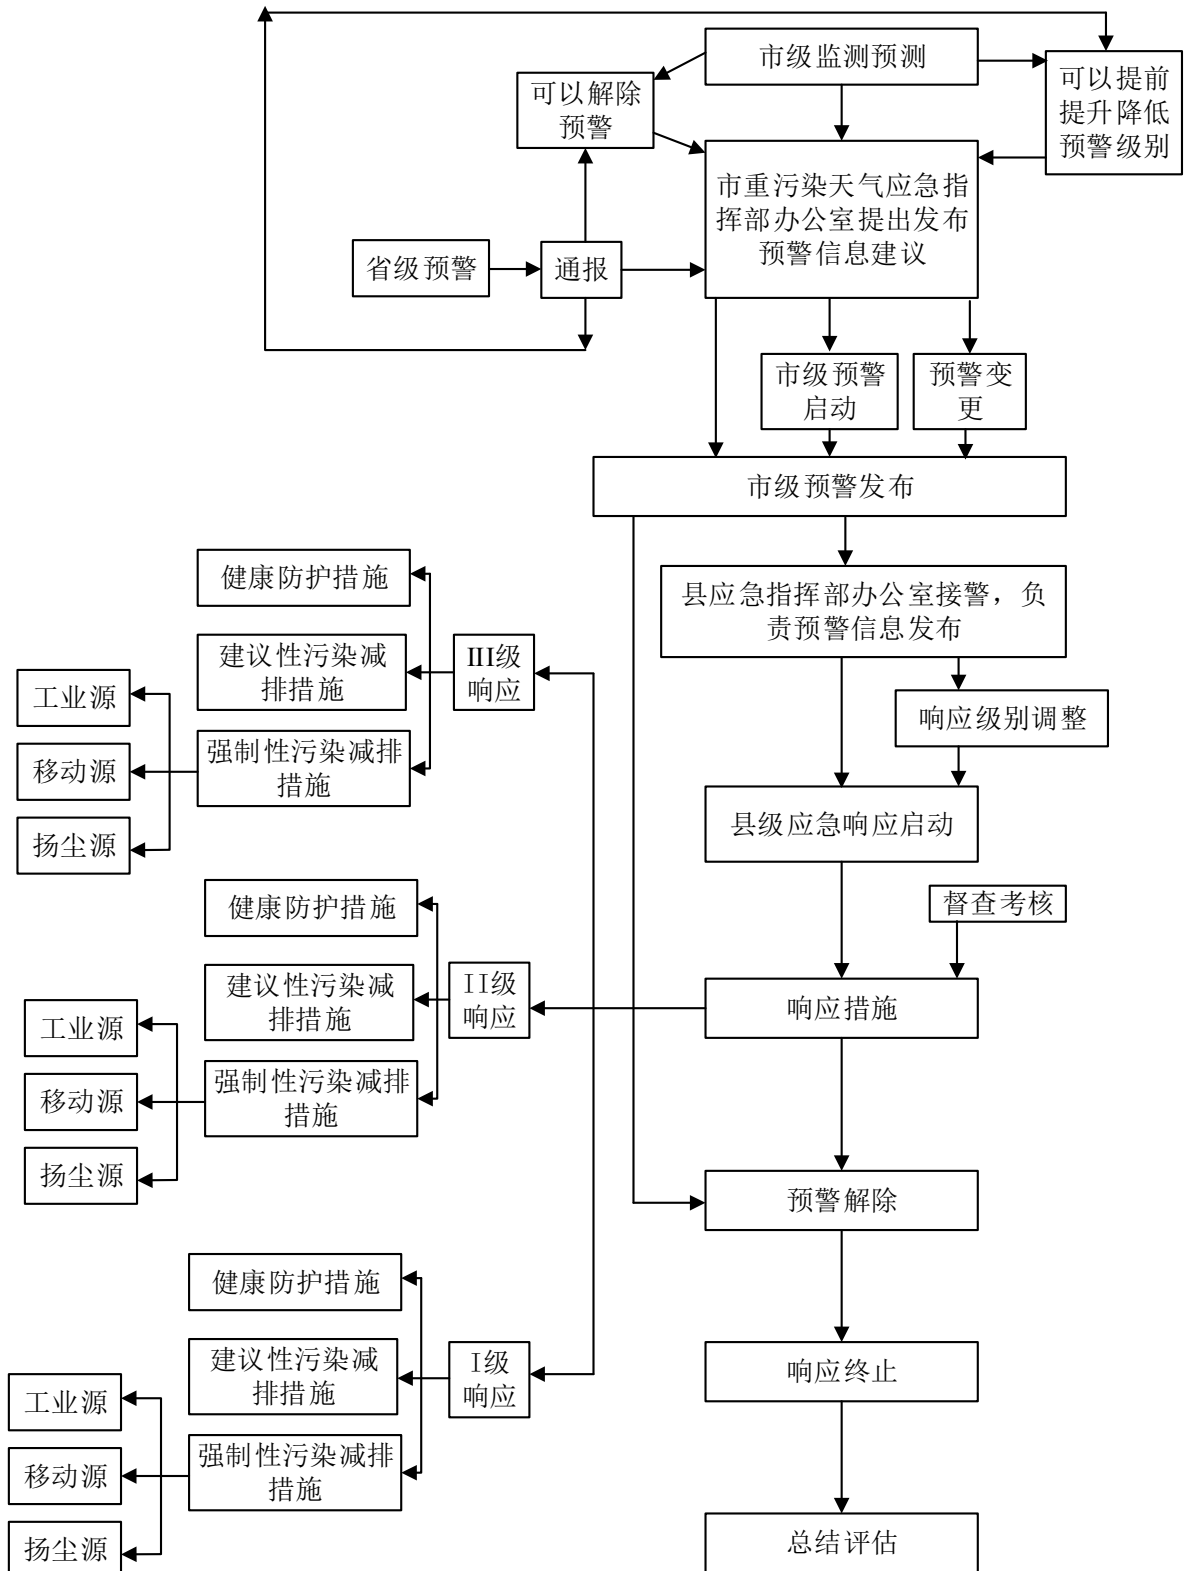 市级监测预测
可以解除
预警
可以提前
提升降低
预警级别
市重污染天气应急指
挥部办公室提出发布
预警信息建议
省级预警
通报
市级预警
启动
预警变
更
市级预警发布
县应急指挥部办公室接警，负
责预警信息发布
响应级别调整
县级应急响应启动
督查考核
响应措施
预警解除
响应终止
总结评估
健康防护措施
建议性污染减
排措施
强制性污染减排
措施
III级
响应
工业源
移动源
扬尘源
健康防护措施
建议性污染减
排措施
强制性污染减排
措施
II级
响应
工业源
移动源
扬尘源
健康防护措施
建议性污染减
排措施
强制性污染减排
措施
I级
响应
工业源
移动源
扬尘源